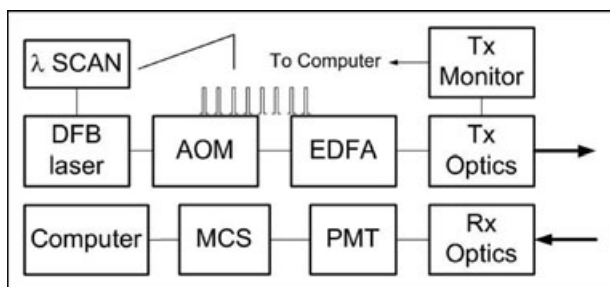 λ SCAN
To Computer
Tx
Monitor
DFB
laser
AOM
EDFA
Tx
Optics
Computer
MCS
PMT
Rx
Optics